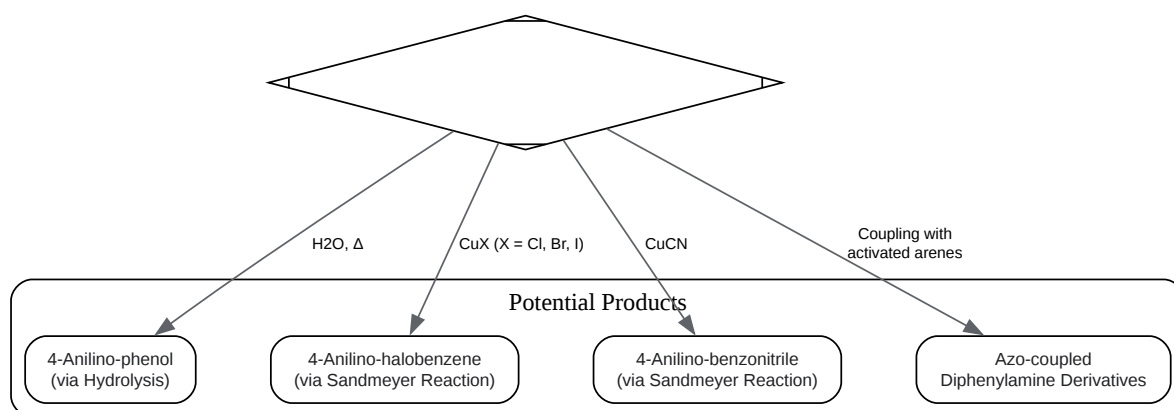 H2O, Δ
CuX (X = Cl, Br, I)
CuCN
Coupling with
activated arenes
Potential Products
4-Anilino-phenol
(via Hydrolysis)
4-Anilino-halobenzene
(via Sandmeyer Reaction)
4-Anilino-benzonitrile
(via Sandmeyer Reaction)
Azo-coupled
Diphenylamine Derivatives